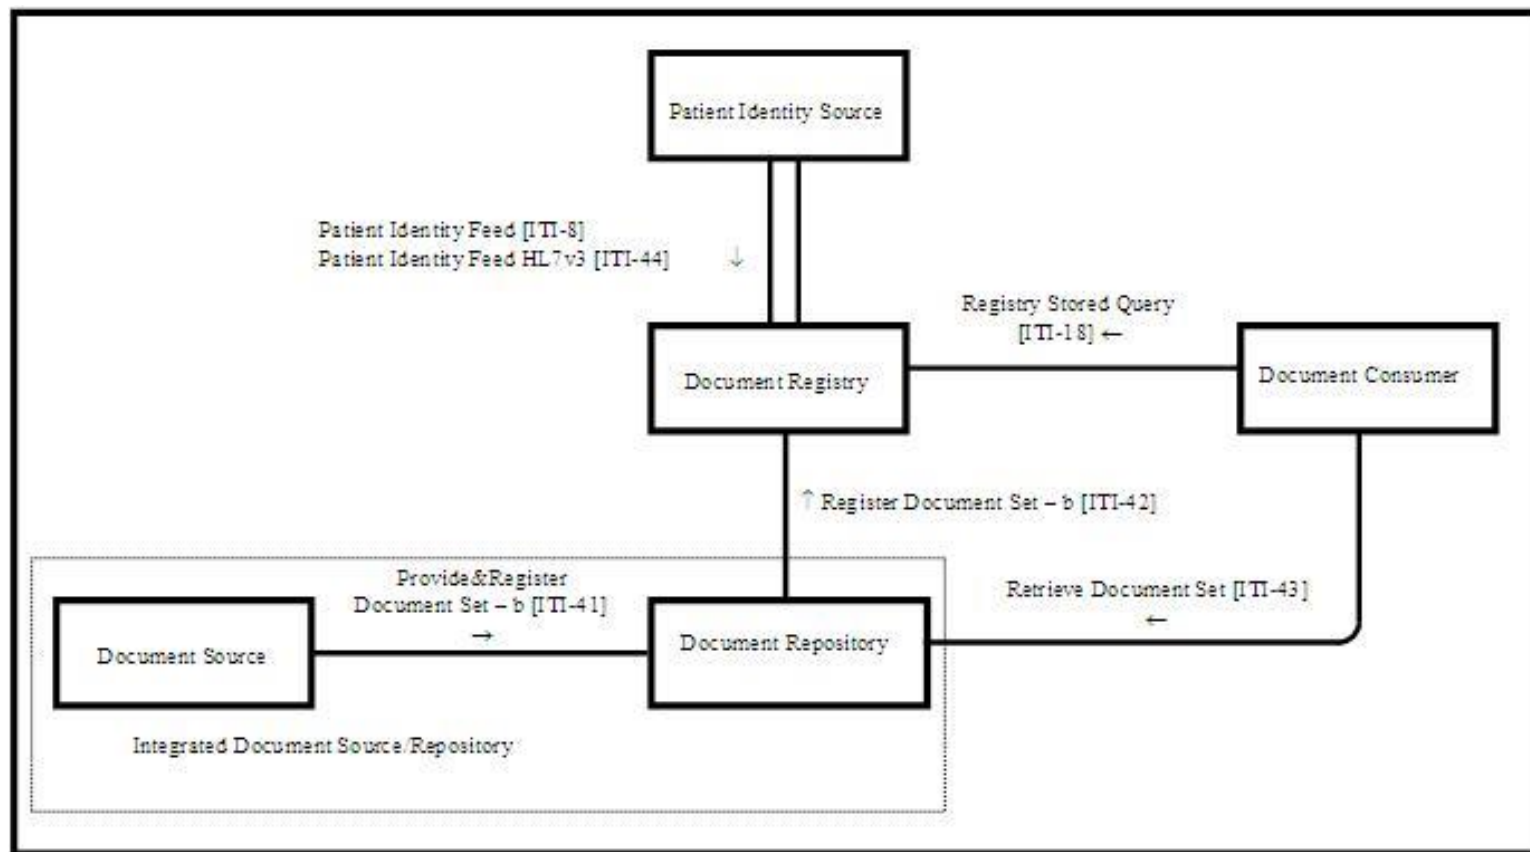 Patient Identity Source
Patient Identity Feed [ITI-8]
Patient Identity Feed HL7v3 [ITI-44] ↓
Registry Stored Query
[ITI-18] ←
Document Registry
Document Consumer
↑ Register Document Set – b [ITI-42]
Provide&Register
Document Set – b [ITI-41]
→
Retrieve Document Set [ITI-43]
←
Document Source
Document Repository
Integrated Document Source/Repository